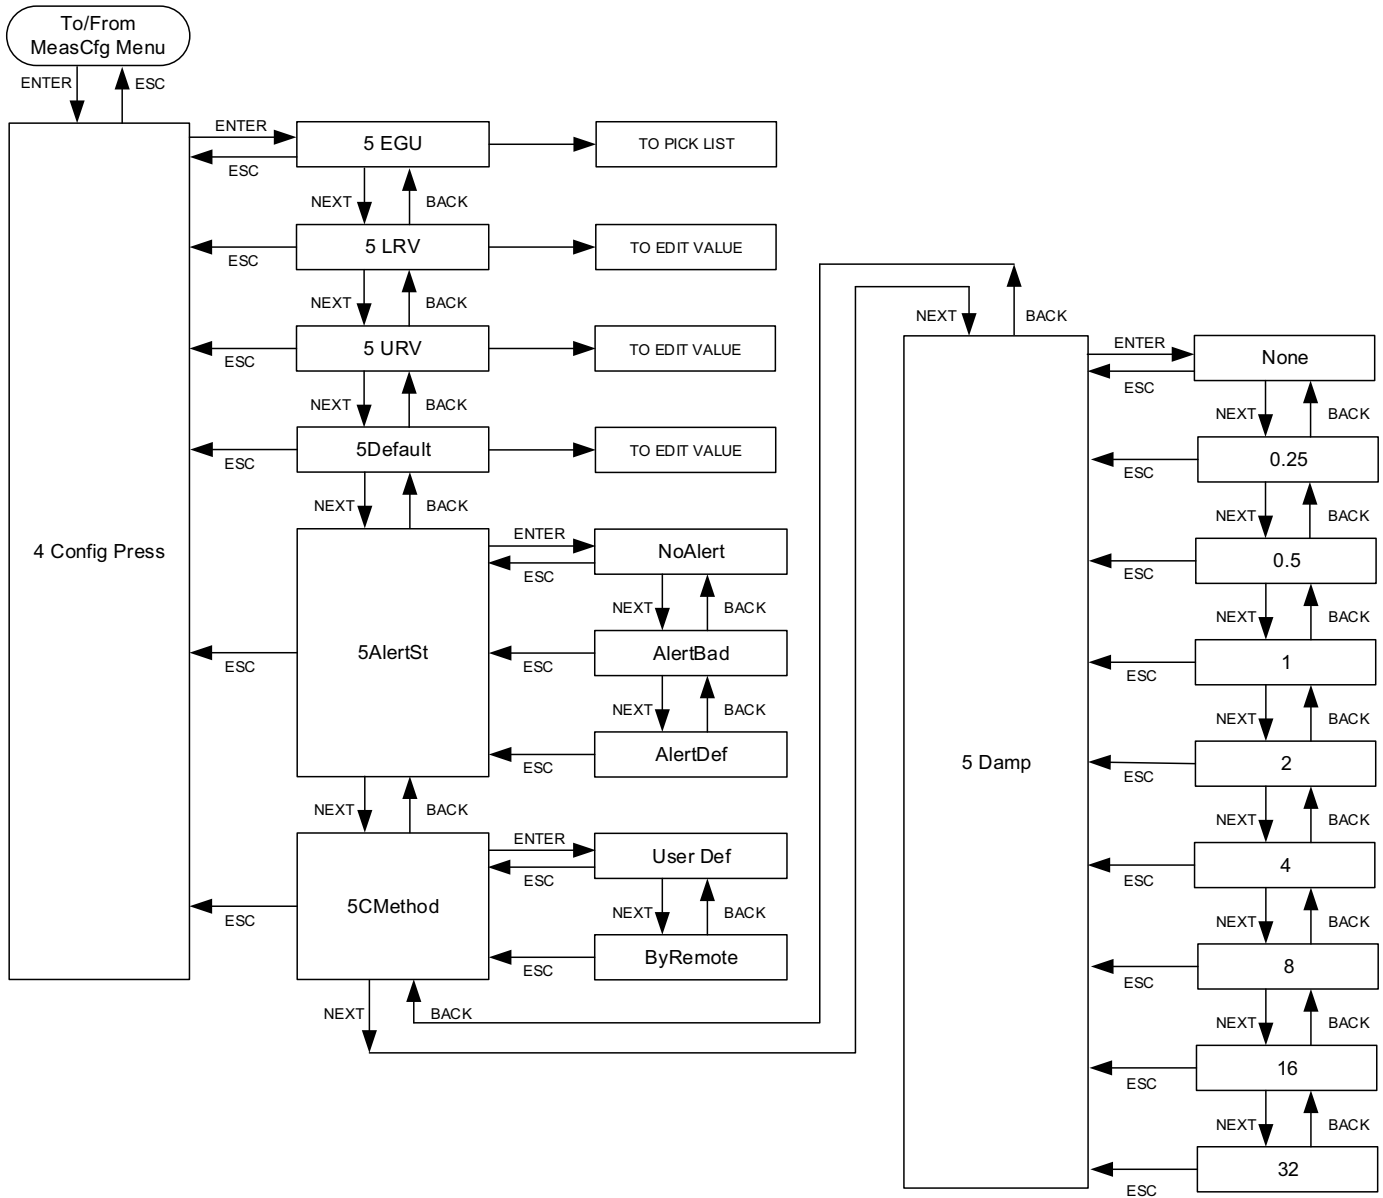 To/From
MeasCfg Menu
ENTER
ESC
4 Config Press
ENTER
ESC
5 EGU
TO PICK LIST
NEXT
BACK
ESC
5 LRV
TO EDIT VALUE
NEXT
BACK
ESC
5 URV
TO EDIT VALUE
NEXT
BACK
ESC
5Default
TO EDIT VALUE
NEXT
BACK
ESC
5AlertSt
ENTER
ESC
NoAlert
NEXT
BACK
ESC
AlertBad
NEXT
BACK
ESC
AlertDef
NEXT
BACK
ESC
5CMethod
ENTER
ESC
User Def
NEXT
BACK
ESC
ByRemote
NEXT
BACK
NEXT
BACK
5 Damp
ENTER
ESC
None
NEXT
BACK
ESC
0.25
NEXT
BACK
ESC
0.5
NEXT
BACK
ESC
1
NEXT
BACK
ESC
2
NEXT
BACK
ESC
4
NEXT
BACK
ESC
8
NEXT
BACK
ESC
16
NEXT
BACK
ESC
32